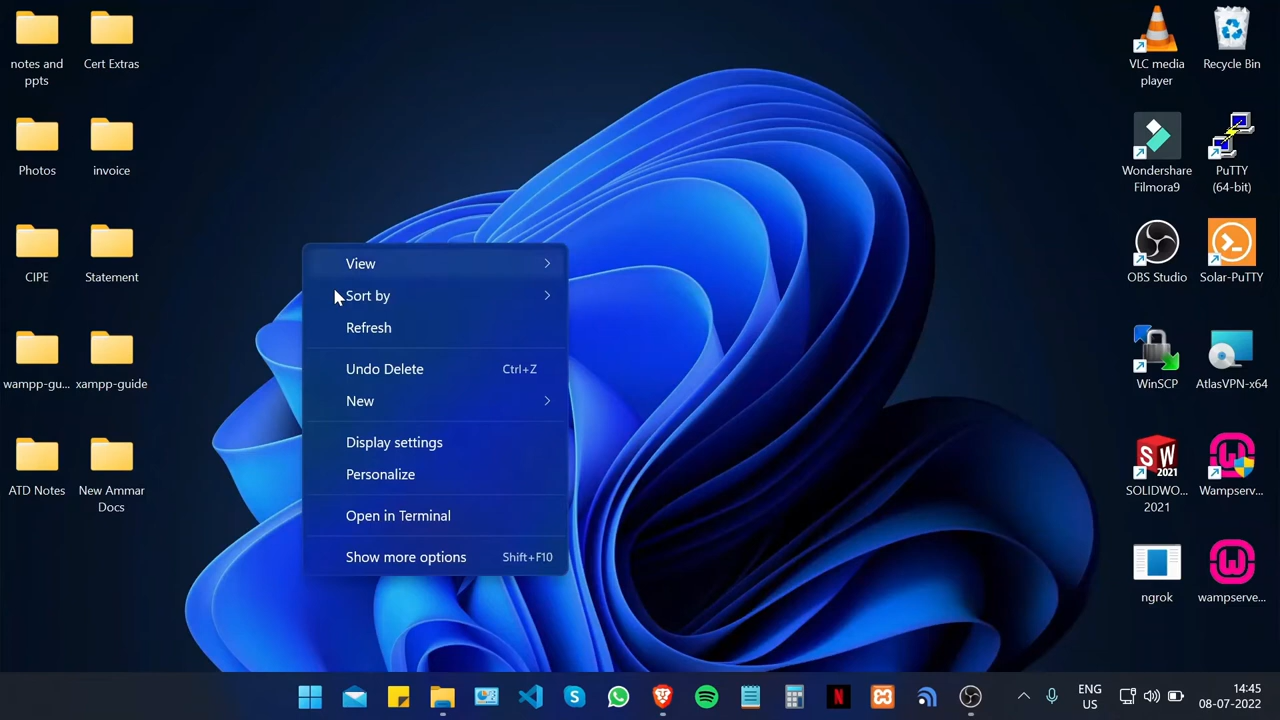 notes and
ppts
Cert Extras
Photos
invoice
CIPE
Statement
wampp-gu...
xampp-guide
ATD Notes
New Ammar
Docs
View
Sort by
Refresh
Undo Delete Ctrl+Z
New
Display settings
Personalize
Open in Terminal
Show more options Shift+F10
VLC media
player
Recycle Bin
Wondershare
Filmora9
PuTTY
(64-bit)
OBS Studio
Solar-PuTTY
WinSCP
AtlasVPN-x64
SOLIDWO...
2021
Wampserv...
ngrok
wampserve...
ENG
US
14:45
08-07-2022